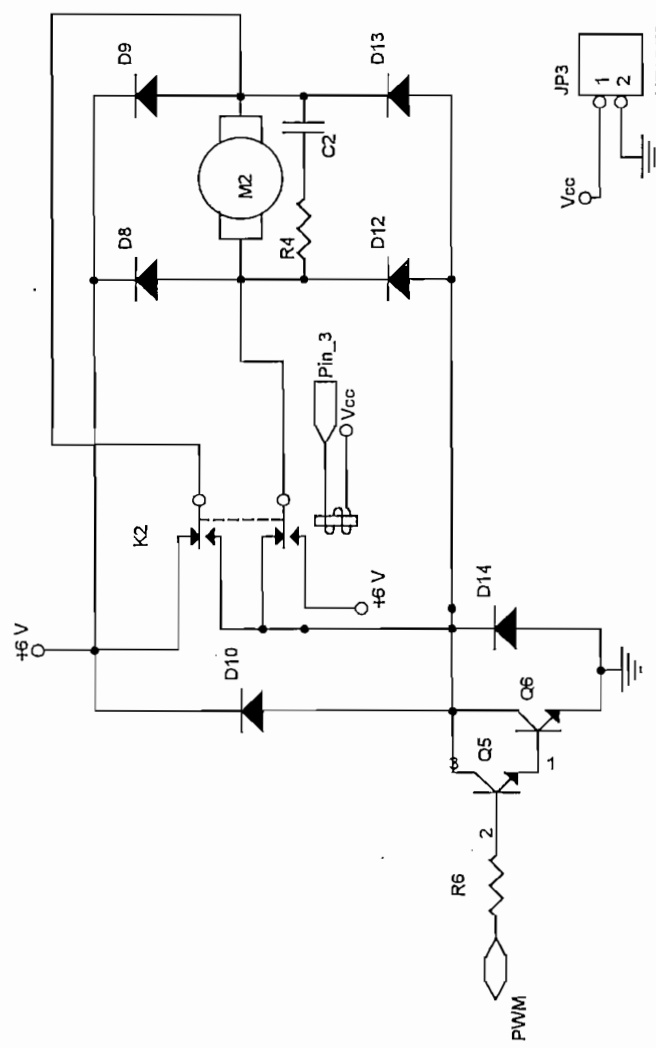 D9
D13
JP3
1
2
M2
C2
Vcc
D8
R4
D12
Pin_3
Vcc
K2
+6 V
+6 V
D10
D14
Q6
Q5
3
1
2
R6
PWM